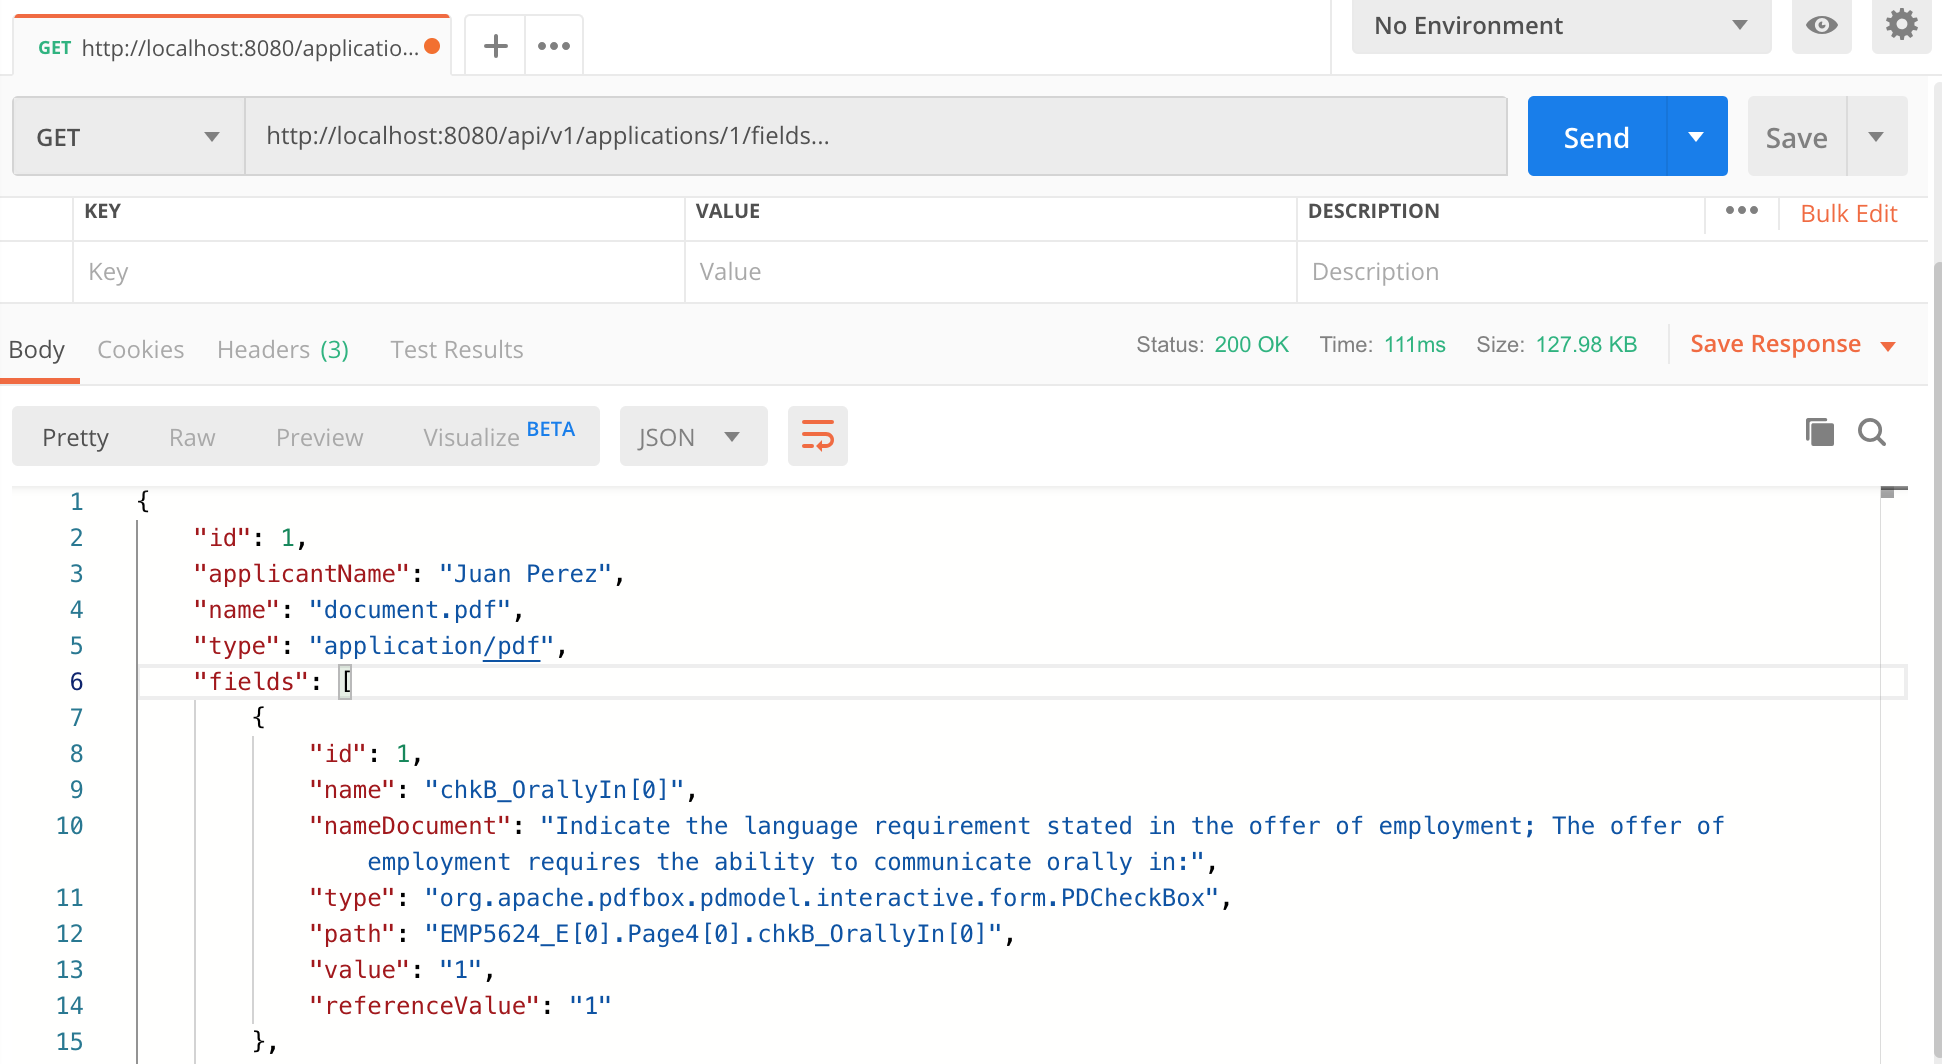 GET http://localhost:8080/applicatio...
No Environment
GET http://localhost:8080/api/v1/applications/1/fields... Send Save
KEY VALUE DESCRIPTION Bulk Edit
Key Value Description
Body Cookies Headers (3) Test Results Status: 200 OK Time: 111ms Size: 127.98 KB Save Response
Pretty Raw Preview Visualize BETA JSON
1 {
2 "id": 1,
3 "applicantName": "Juan Perez",
4 "name": "document.pdf",
5 "type": "application/pdf",
6 "fields": [
7 {
8 "id": 1,
9 "name": "chkB_OrallyIn[0]",
10 "nameDocument": "Indicate the language requirement stated in the offer of employment; The offer of
employment requires the ability to communicate orally in:",
11 "type": "org.apache.pdfbox.pdmodel.interactive.form.PDCheckBox",
12 "path": "EMP5624_E[0].Page4[0].chkB_OrallyIn[0]",
13 "value": "1",
14 "referenceValue": "1"
15 },